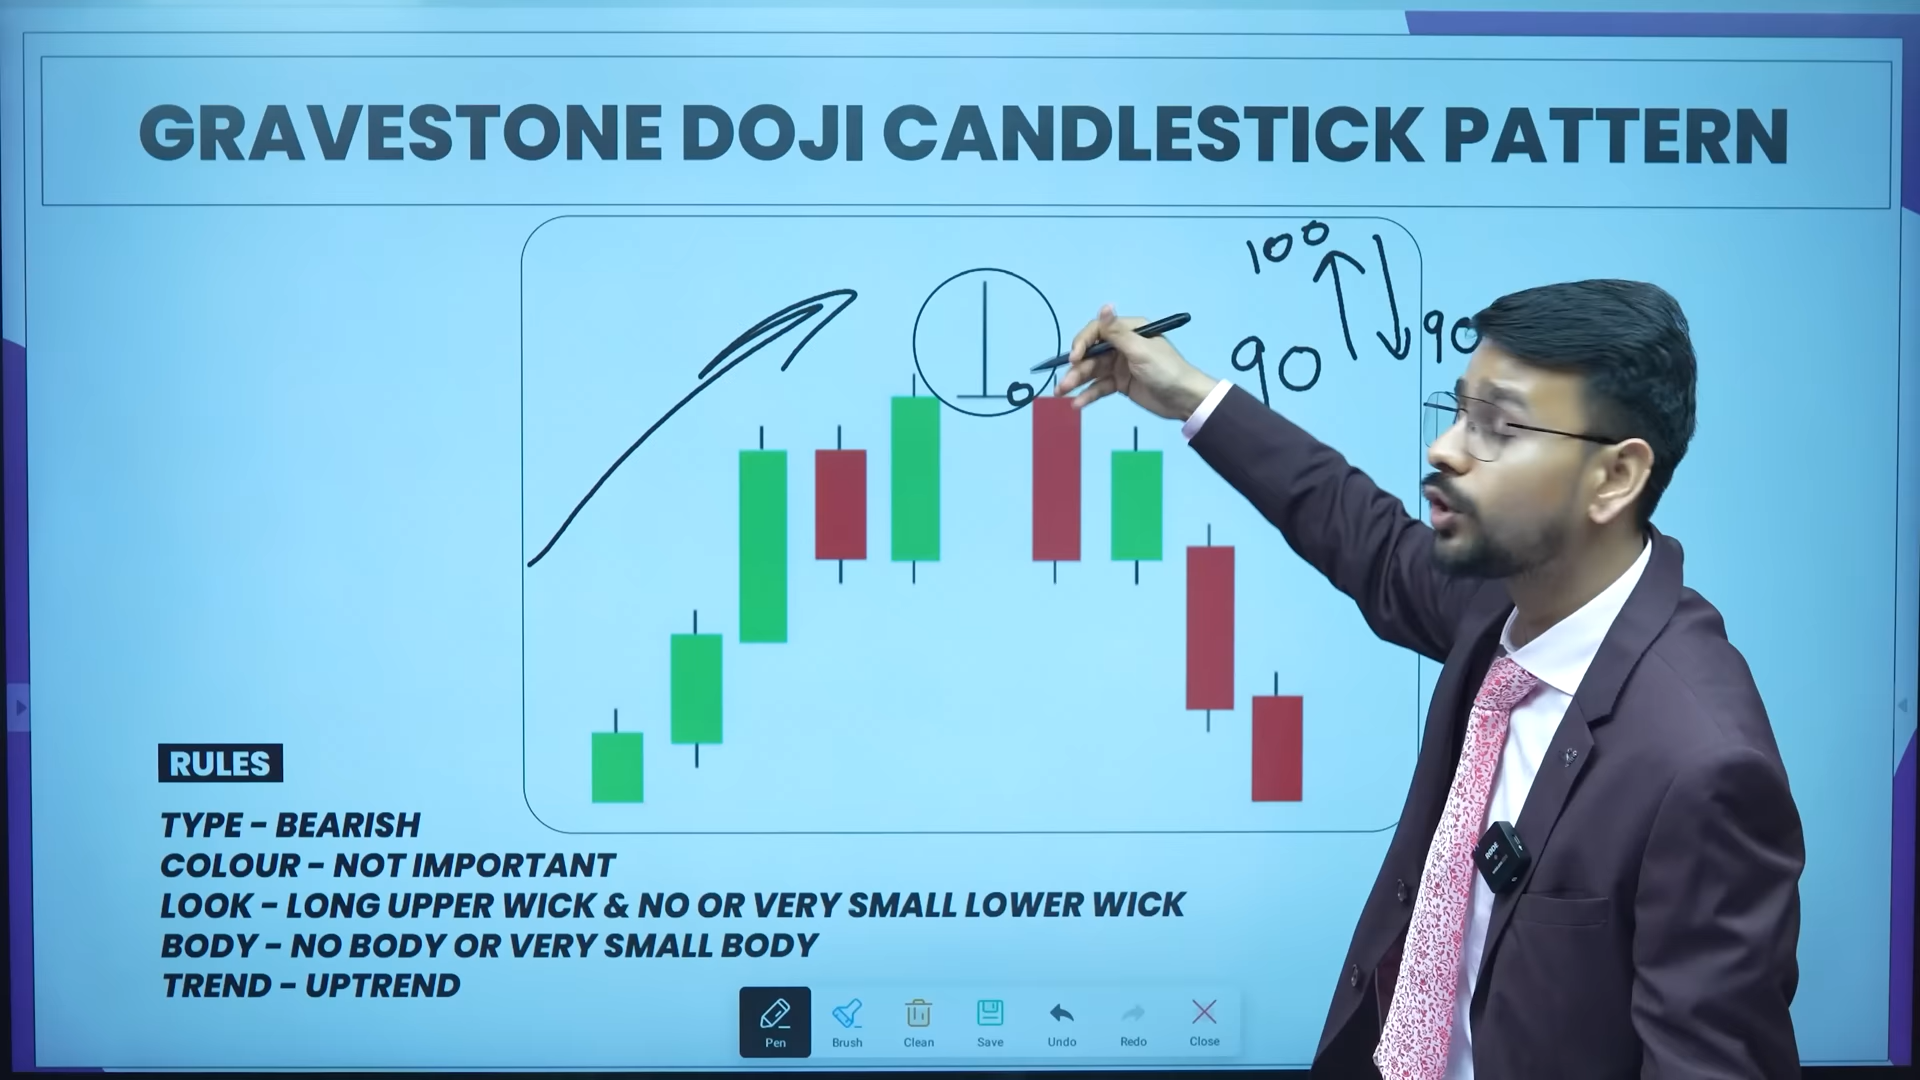 GRAVESTONE DOJI CANDLESTICK PATTERN
100
90
90
0
RULES
TYPE - BEARISH
COLOUR - NOT IMPORTANT
LOOK - LONG UPPER WICK & NO OR VERY SMALL LOWER WICK
BODY - NO BODY OR VERY SMALL BODY
TREND - UPTREND
Pen Brush Clean Save Undo Redo Close
RODE